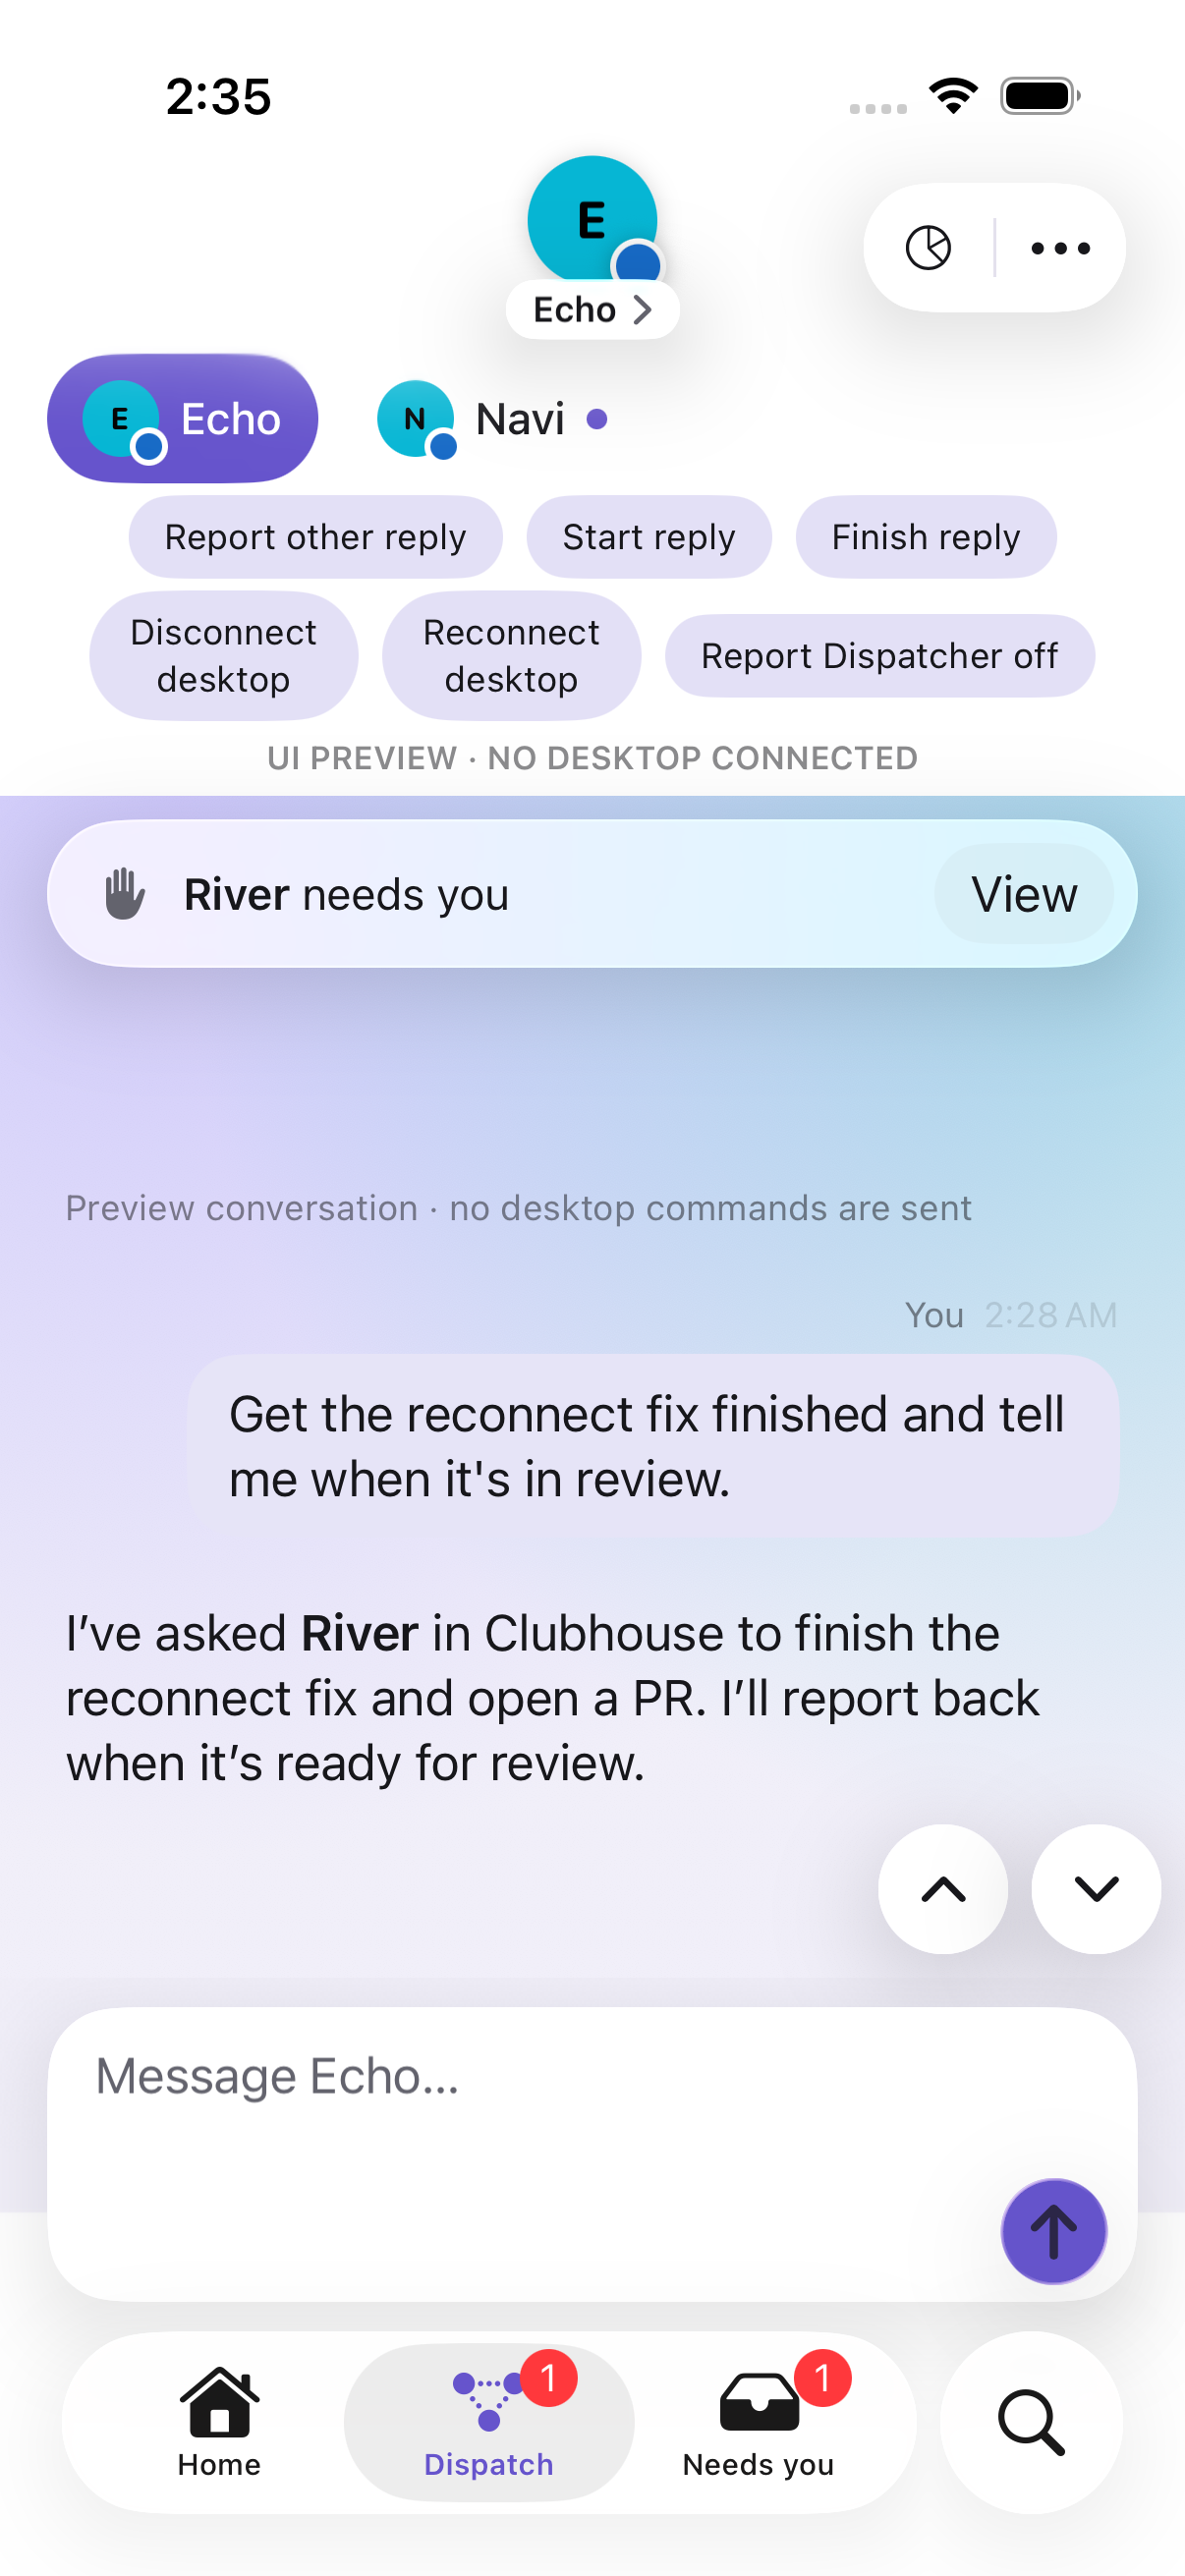 2:35
E
Echo
E
Echo
N
Navi
Report other reply
Start reply
Finish reply
Disconnect
desktop
Reconnect
desktop
Report Dispatcher off
UI PREVIEW · NO DESKTOP CONNECTED
River needs you
View
Preview conversation · no desktop commands are sent
You 2:28 AM
Get the reconnect fix finished and tell
me when it's in review.
I’ve asked River in Clubhouse to finish the
reconnect fix and open a PR. I’ll report back
when it’s ready for review.
Message Echo...
1
1
Home
Dispatch
Needs you